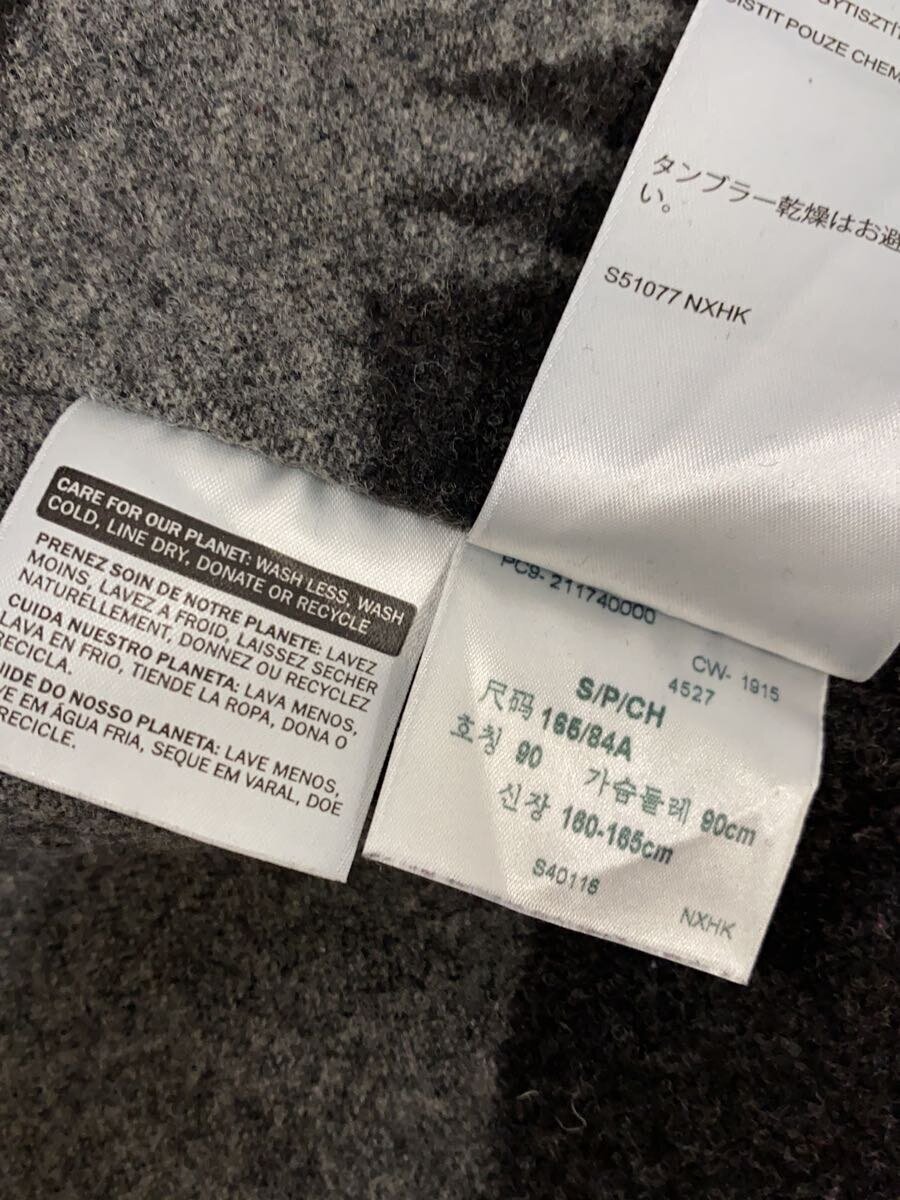 GYTISZTÍ
ISTIT POUZE CHEM
タンブラー乾燥はお避
い。
S51077 NXHK
CARE FOR OUR PLANET: WASH LESS, WASH
COLD, LINE DRY, DONATE OR RECYCLE
PRENEZ SOIN DE NOTRE PLANETE: LAVEZ
MOINS, LAVEZ A FROID, LAISSEZ SECHER
NATURELLEMENT, DONNEZ OU RECYCLEZ
CUIDA NUESTRO PLANETA: LAVA MENOS,
LAVA EN FRIO, TIENDE LA ROPA, DONA O
RECICLA.
UIDE DO NOSSO PLANETA: LAVE MENOS,
VE EM ÁGUA FRIA, SEQUE EM VARAL, DOE
RECICLE.
PC9- 211740000
CW- 1915
4527
S/P/CH
尺码 165/84A
호칭 90 가슴둘레 90cm
신장 160-165cm
S40116
NXHK